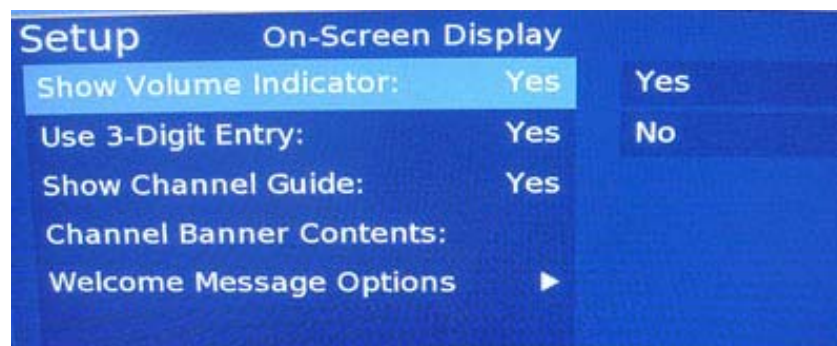 Setup On-Screen Display
Show Volume Indicator: Yes Yes
Use 3-Digit Entry: Yes No
Show Channel Guide: Yes
Channel Banner Contents:
Welcome Message Options ▶